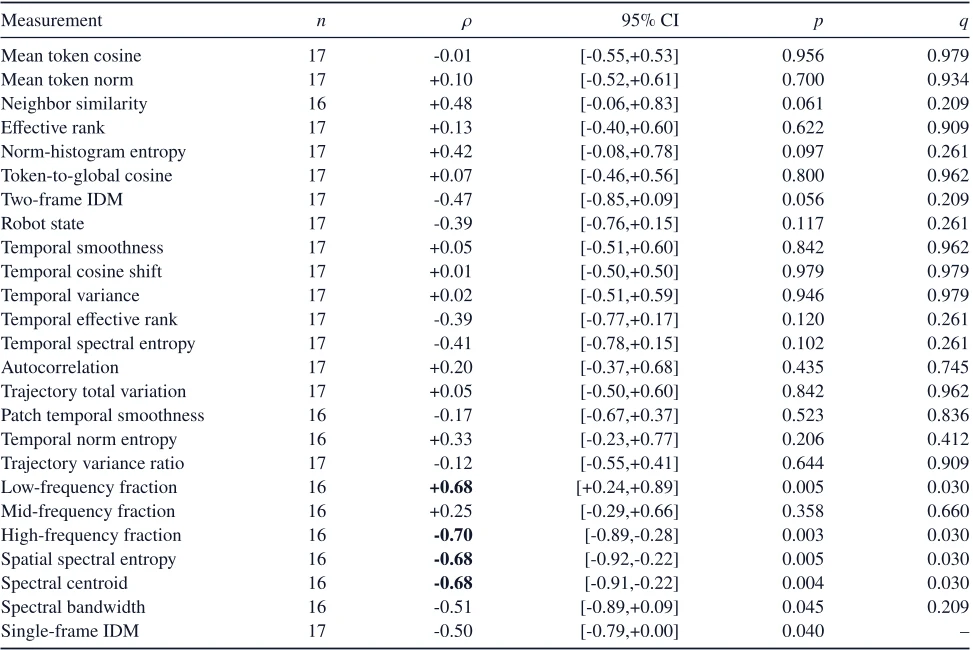 Measurement n ρ 95% CI p q
Mean token cosine 17 -0.01 [-0.55,+0.53] 0.956 0.979
Mean token norm 17 +0.10 [-0.52,+0.61] 0.700 0.934
Neighbor similarity 16 +0.48 [-0.06,+0.83] 0.061 0.209
Effective rank 17 +0.13 [-0.40,+0.60] 0.622 0.909
Norm-histogram entropy 17 +0.42 [-0.08,+0.78] 0.097 0.261
Token-to-global cosine 17 +0.07 [-0.46,+0.56] 0.800 0.962
Two-frame IDM 17 -0.47 [-0.85,+0.09] 0.056 0.209
Robot state 17 -0.39 [-0.76,+0.15] 0.117 0.261
Temporal smoothness 17 +0.05 [-0.51,+0.60] 0.842 0.962
Temporal cosine shift 17 +0.01 [-0.50,+0.50] 0.979 0.979
Temporal variance 17 +0.02 [-0.51,+0.59] 0.946 0.979
Temporal effective rank 17 -0.39 [-0.77,+0.17] 0.120 0.261
Temporal spectral entropy 17 -0.41 [-0.78,+0.15] 0.102 0.261
Autocorrelation 17 +0.20 [-0.37,+0.68] 0.435 0.745
Trajectory total variation 17 +0.05 [-0.50,+0.60] 0.842 0.962
Patch temporal smoothness 16 -0.17 [-0.67,+0.37] 0.523 0.836
Temporal norm entropy 16 +0.33 [-0.23,+0.77] 0.206 0.412
Trajectory variance ratio 17 -0.12 [-0.55,+0.41] 0.644 0.909
Low-frequency fraction 16 +0.68 [+0.24,+0.89] 0.005 0.030
Mid-frequency fraction 16 +0.25 [-0.29,+0.66] 0.358 0.660
High-frequency fraction 16 -0.70 [-0.89,-0.28] 0.003 0.030
Spatial spectral entropy 16 -0.68 [-0.92,-0.22] 0.005 0.030
Spectral centroid 16 -0.68 [-0.91,-0.22] 0.004 0.030
Spectral bandwidth 16 -0.51 [-0.89,+0.09] 0.045 0.209
Single-frame IDM 17 -0.50 [-0.79,+0.00] 0.040 –